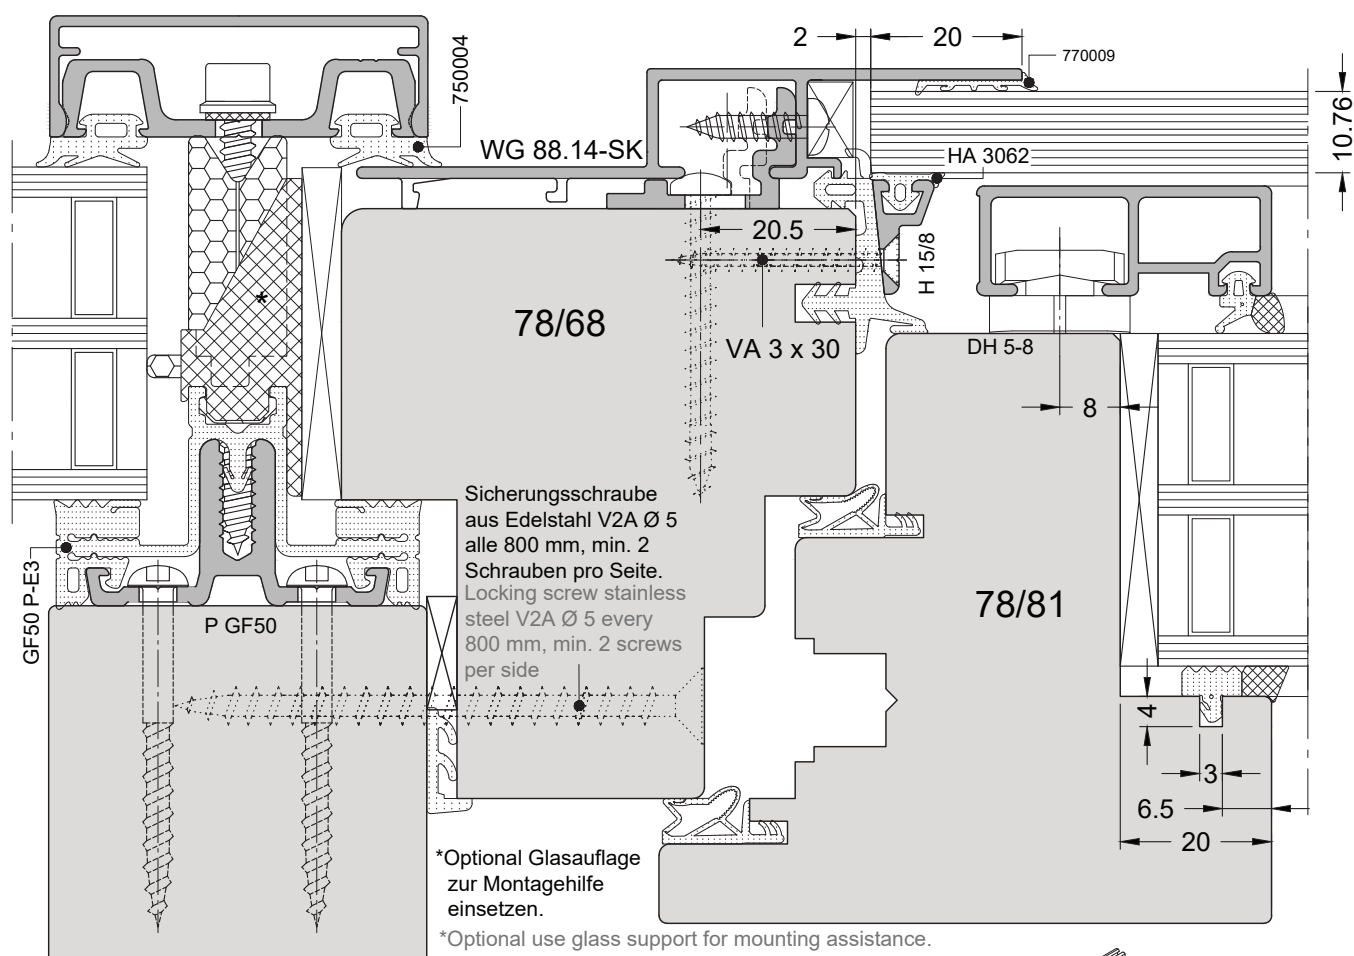 2
20
770009
750004
10.76
WG 88.14-SK
HA 3062
20.5
H 15/8
78/68
VA 3 x 30
DH 5-8
8
*
Sicherungsschraube
aus Edelstahl V2A Ø 5
alle 800 mm, min. 2
Schrauben pro Seite.
Locking screw stainless
steel V2A Ø 5 every
800 mm, min. 2 screws
per side
GF50 P-E3
P GF50
78/81
4
3
6.5
20
*Optional Glasauflage
zur Montagehilfe
einsetzen.
*Optional use glass support for mounting assistance.